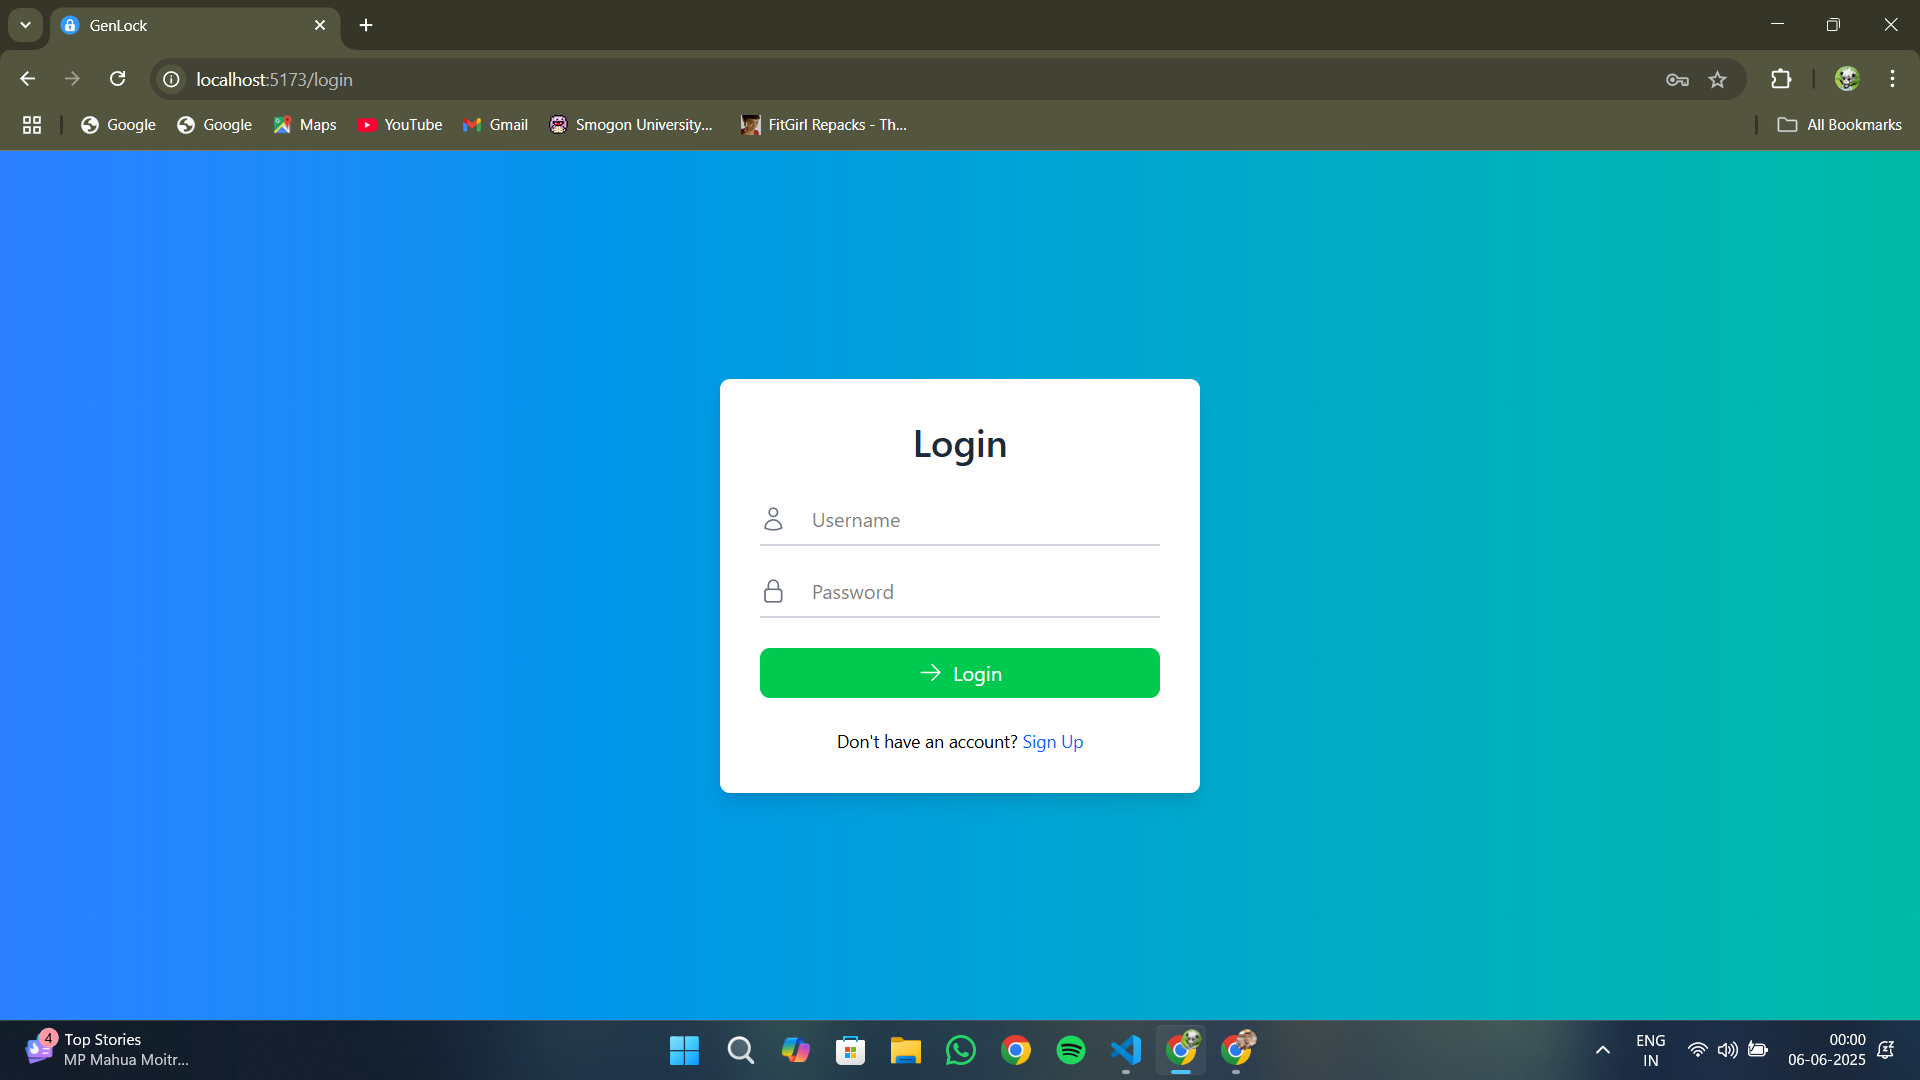 GenLock
localhost:5173/login
Google Google Maps YouTube Gmail Smogon University... FitGirl Repacks - Th... All Bookmarks
Login
Username
Password
Login
Don't have an account? Sign Up
4 Top Stories
MP Mahua Moitr...
ENG
IN
00:00
06-06-2025